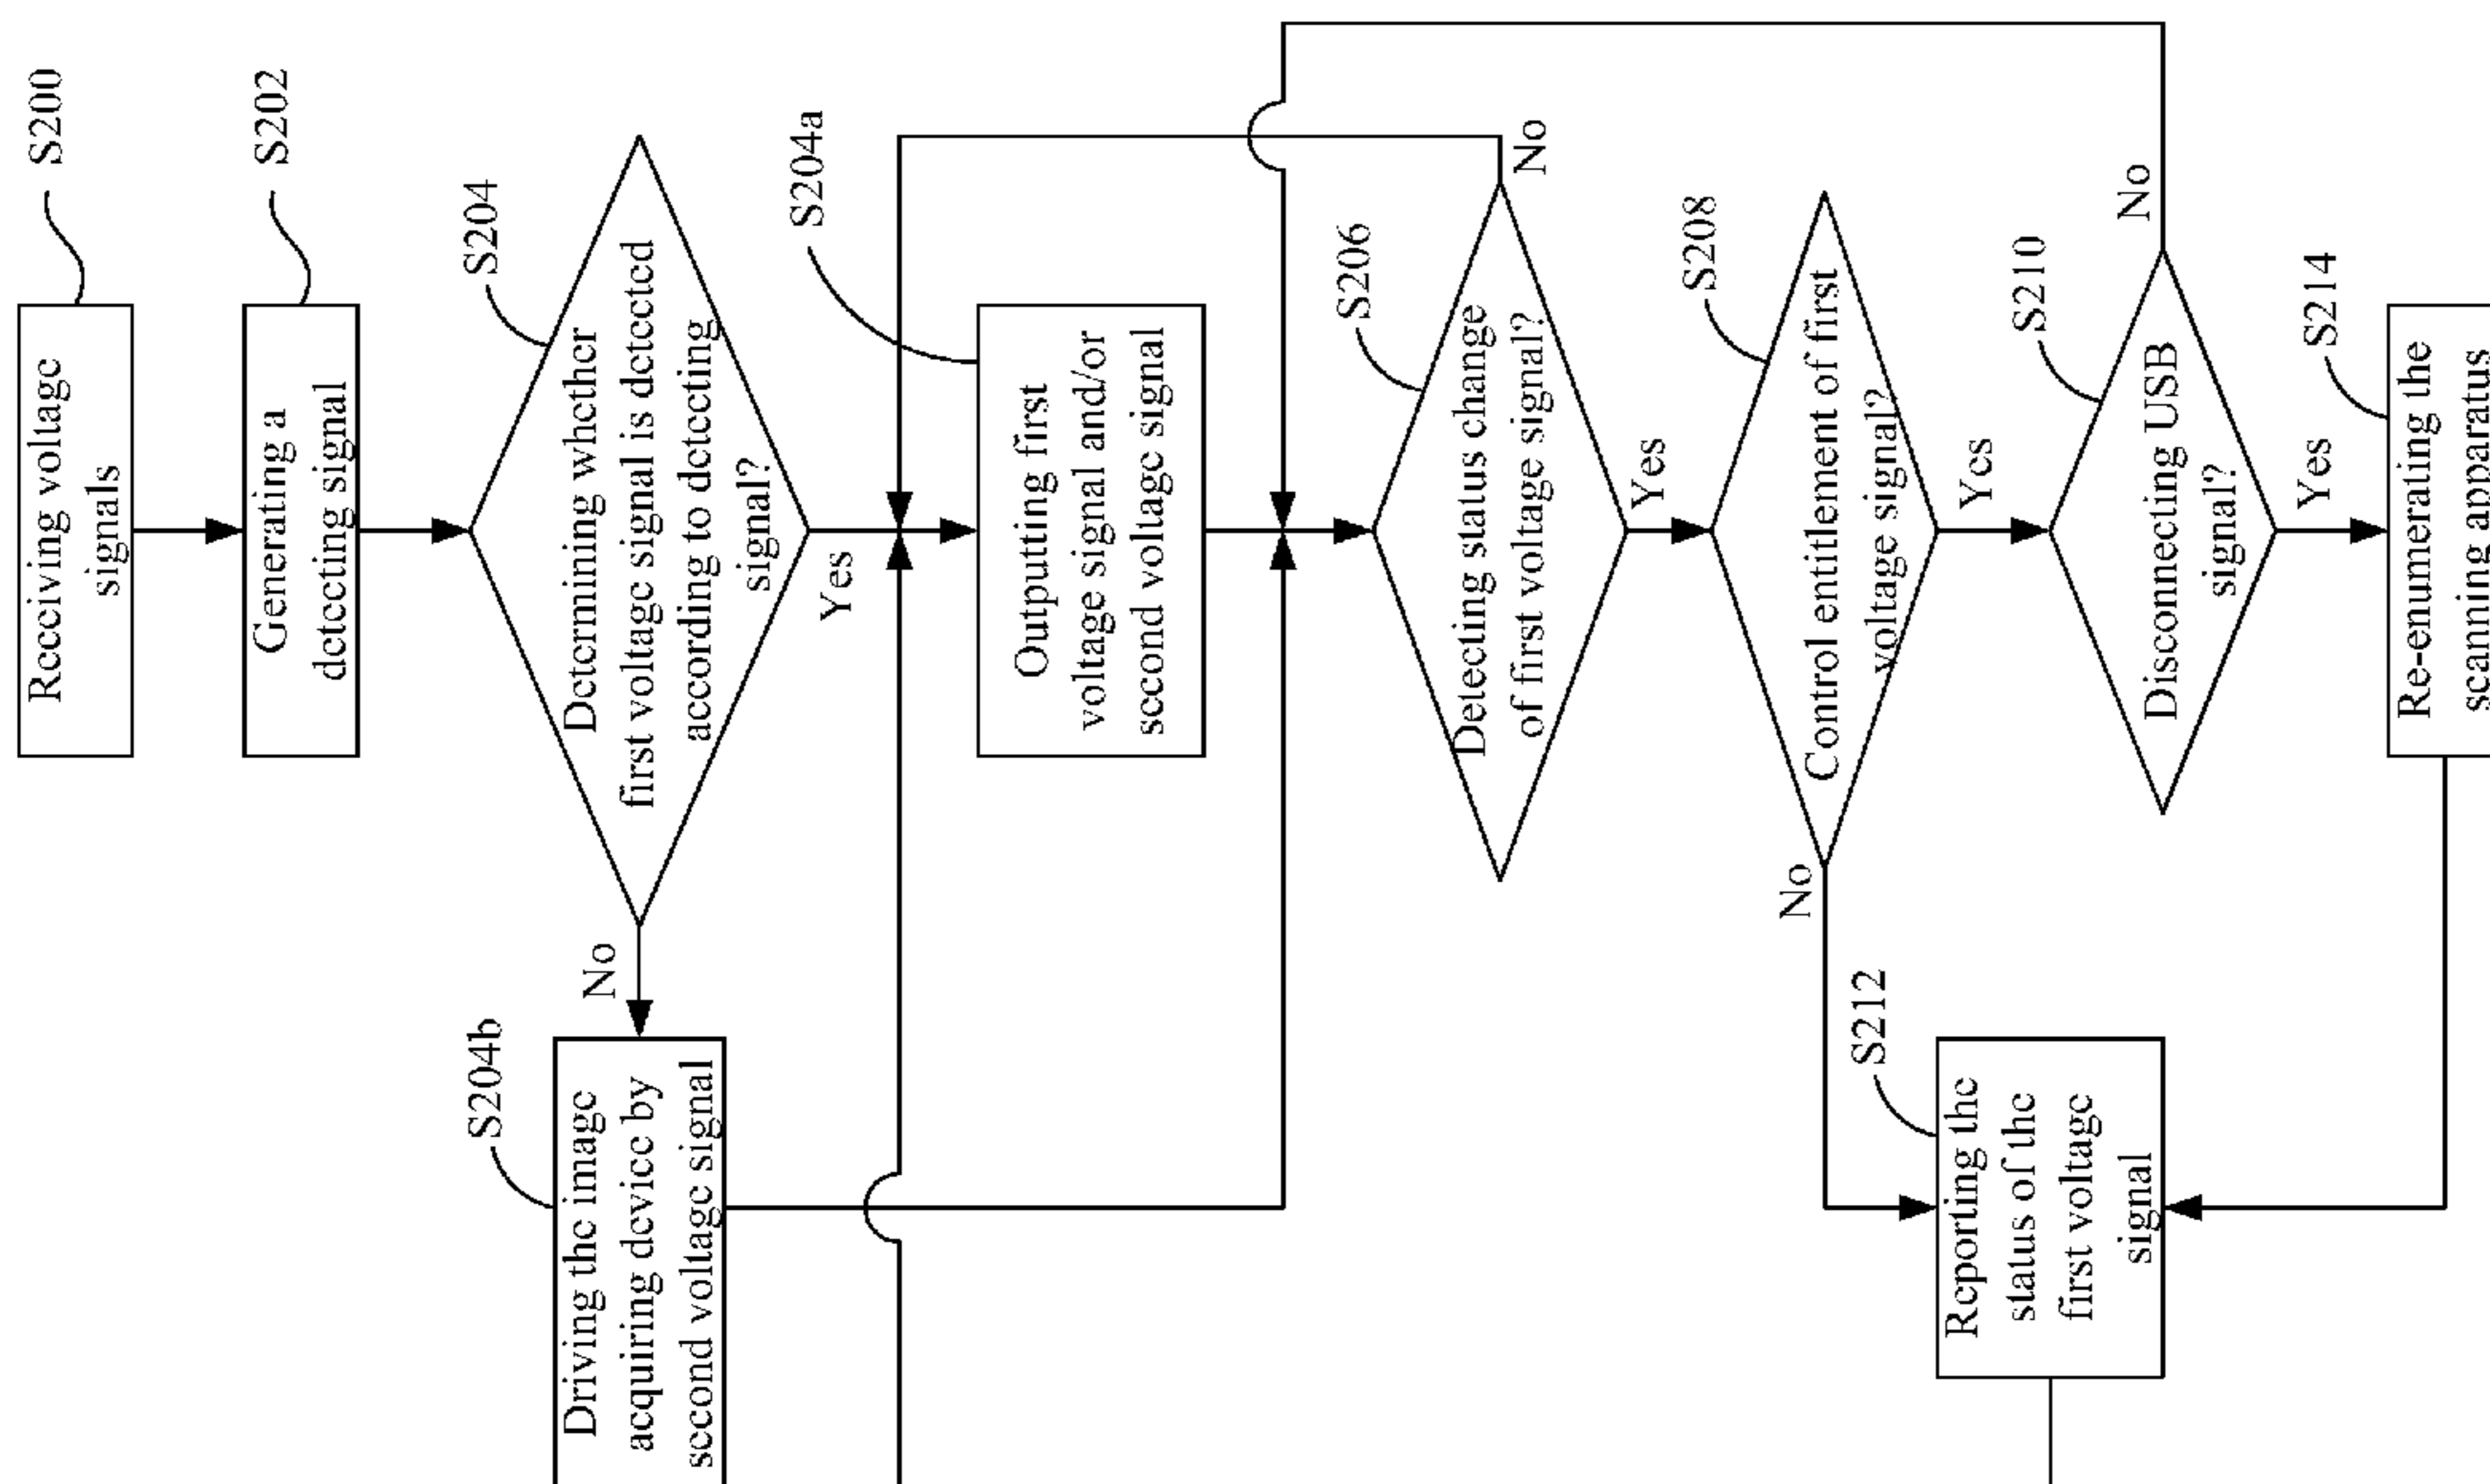 Receiving voltage
signals
S200
Generating a
detecting signal
S202
Determining whether
first voltage signal is detected
according to detecting
signal?
S204
Yes
No
Driving the image
acquiring device by
second voltage signal
S204b
Outputting first
voltage signal and/or
second voltage signal
S204a
Detecting status change
of first voltage signal?
S206
No
Yes
Control entitlement of first
voltage signal?
S208
No
Yes
Reporting the
status of the
first voltage
signal
S212
Disconnecting USB
signal?
S210
No
Yes
Re-enumerating the
scanning apparatus
S214